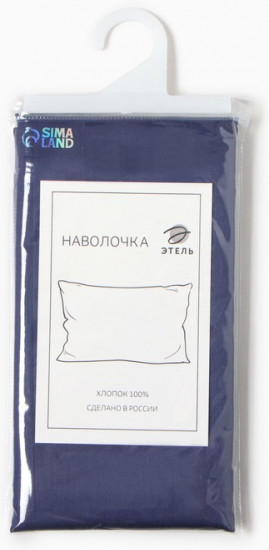 SIMA
LAND
НАВОЛОЧКА
ЭТЕЛЬ
ХЛОПОК 100%
СДЕЛАНО В РОССИИ